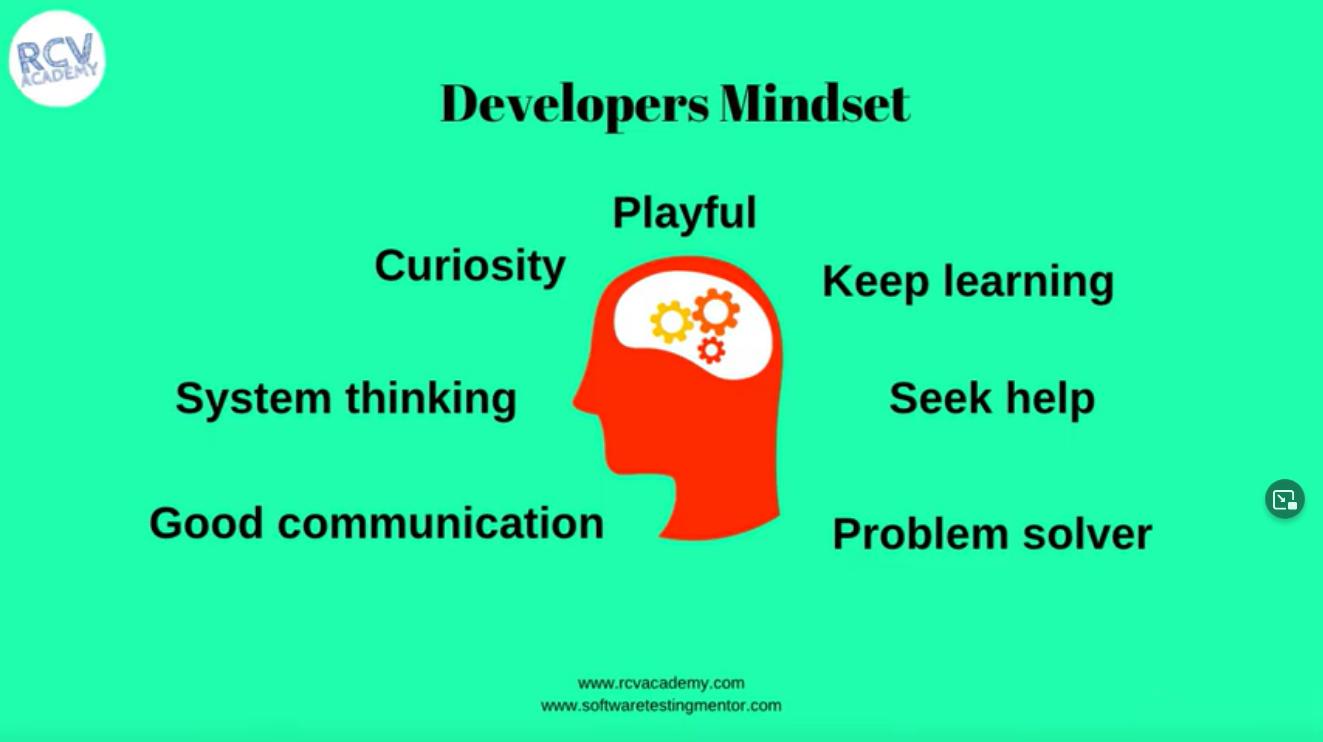 RCV
ACADEMY
Developers Mindset
Playful
Curiosity
Keep learning
System thinking
Seek help
Good communication
Problem solver
www.rcvacademy.com
www.softwaretestingmentor.com